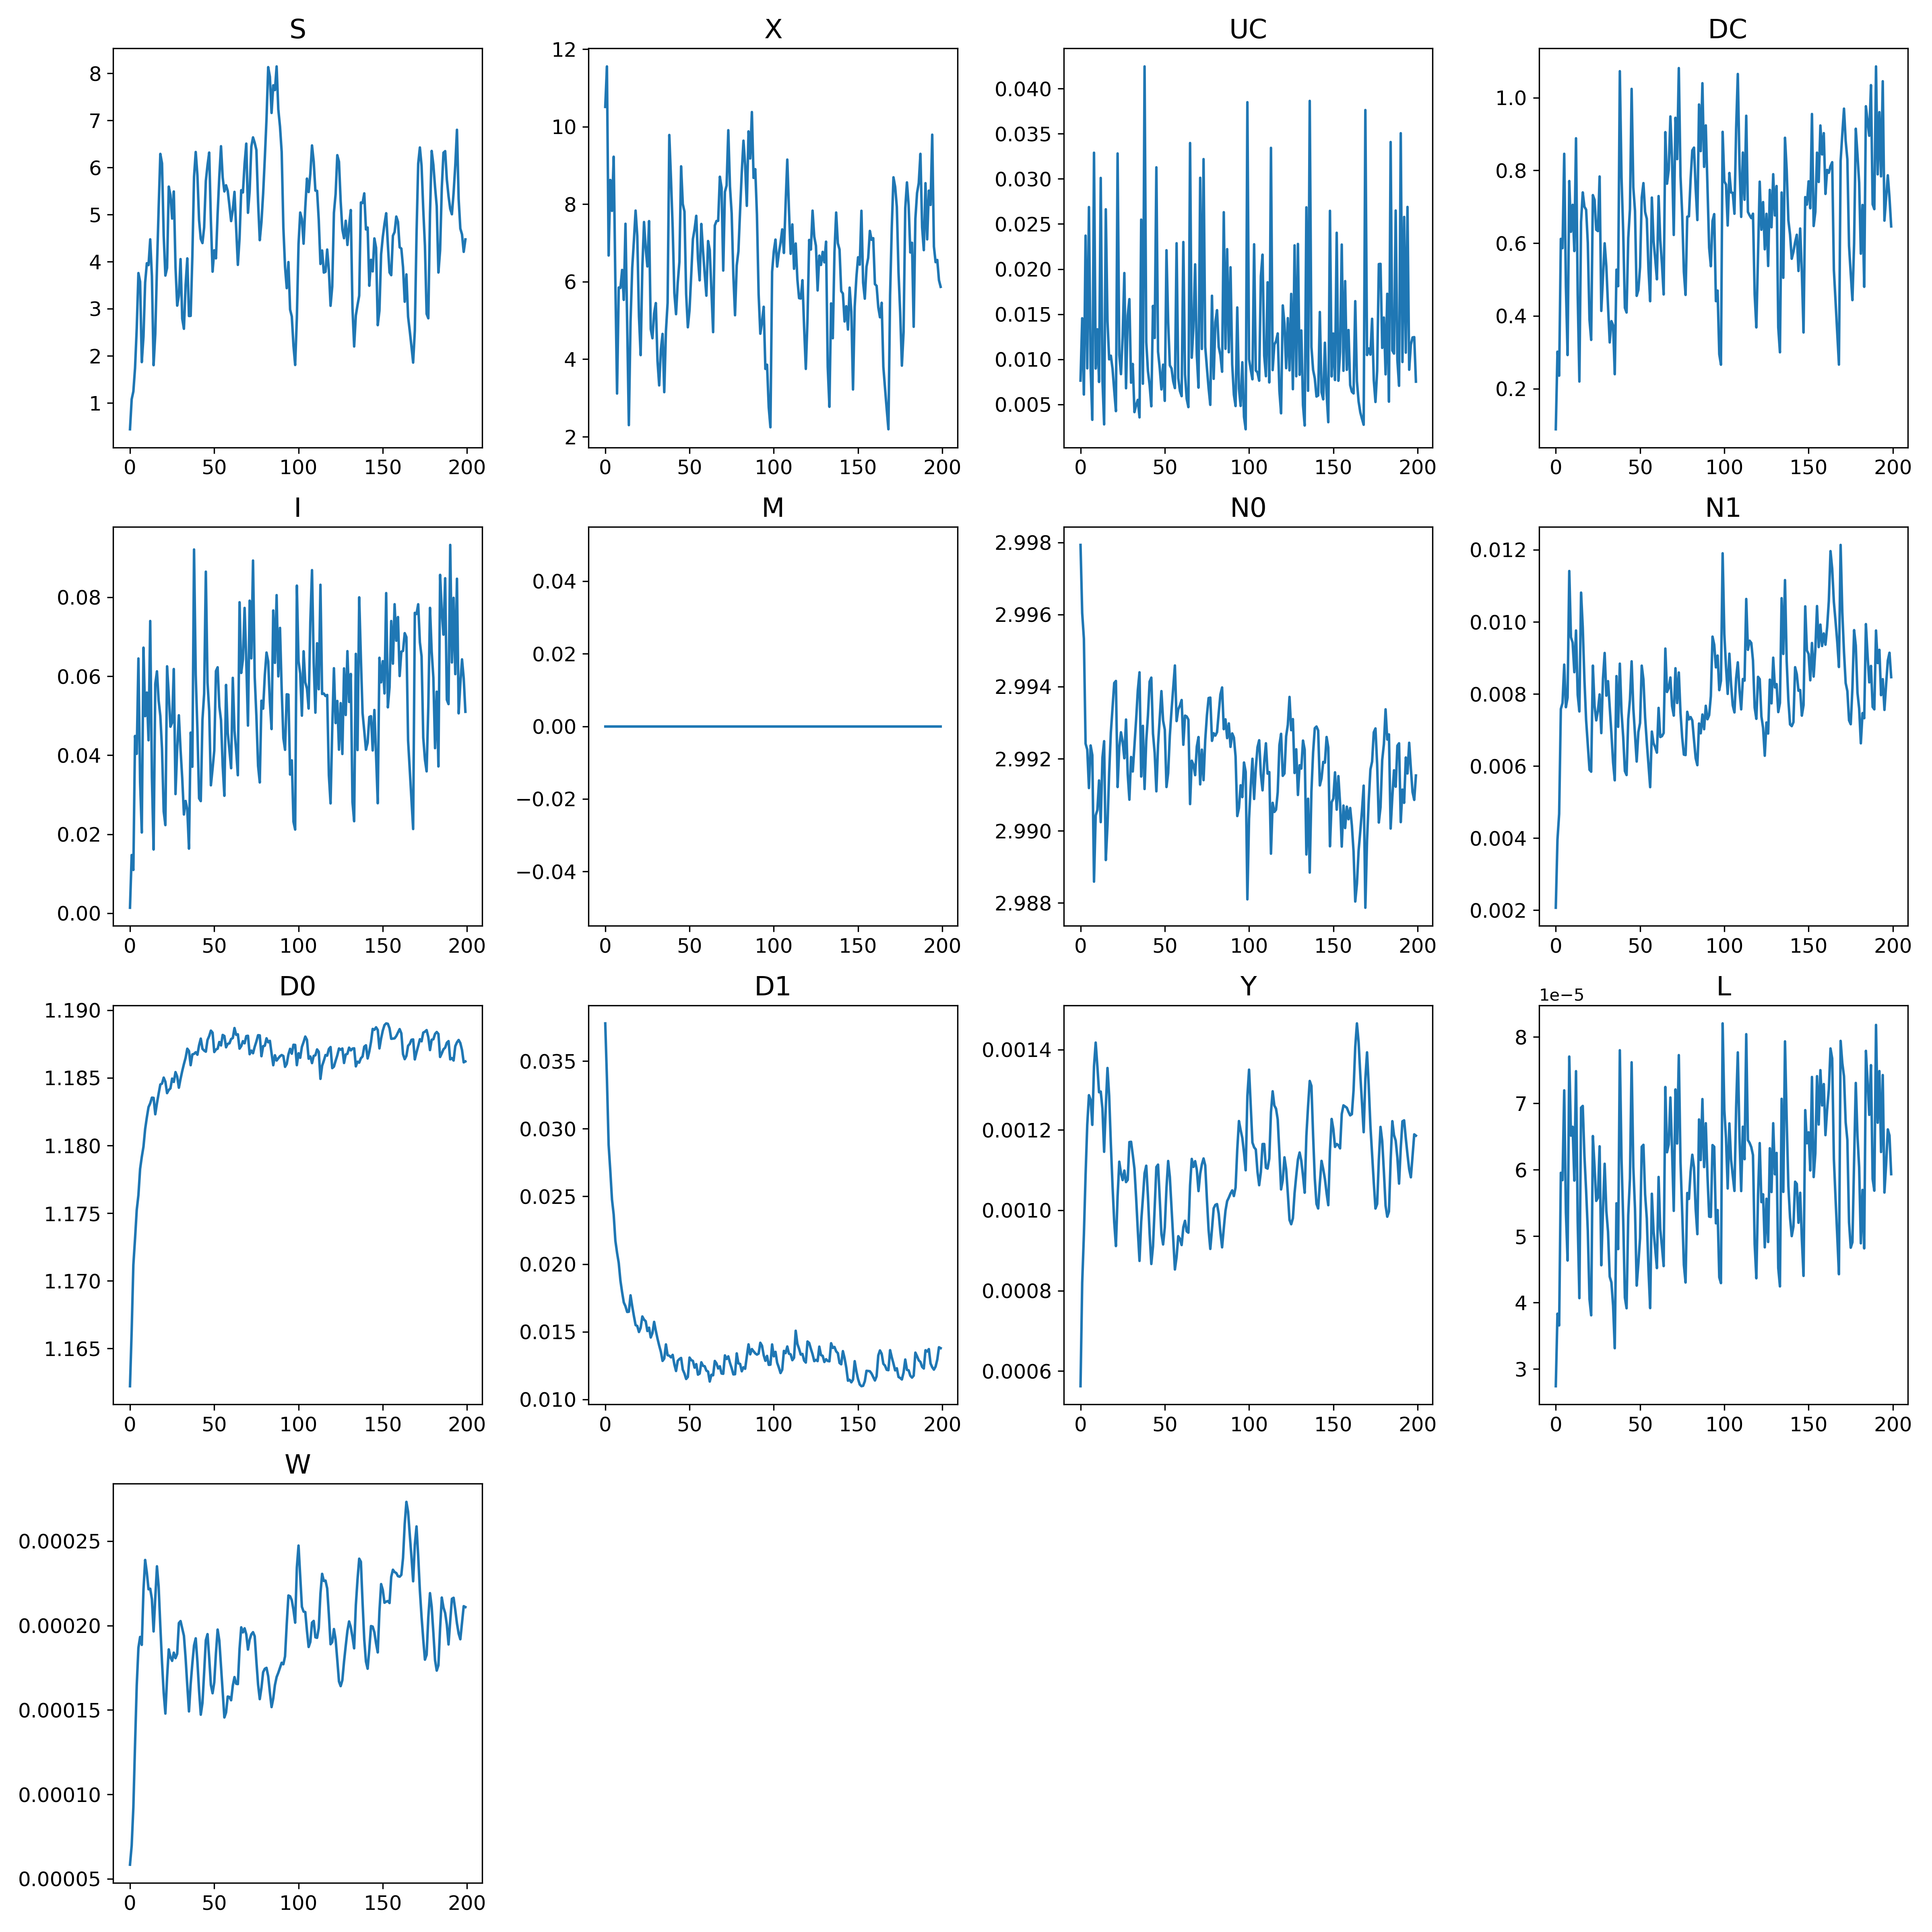 S
X
UC
DC
8
7
6
5
4
3
2
1
0 50 100 150 200
12
10
8
6
4
2
0 50 100 150 200
0.040
0.035
0.030
0.025
0.020
0.015
0.010
0.005
0 50 100 150 200
1.0
0.8
0.6
0.4
0.2
0 50 100 150 200
I
M
N0
N1
0.08
0.06
0.04
0.02
0.00
0 50 100 150 200
0.04
0.02
0.00
−0.02
−0.04
0 50 100 150 200
2.998
2.996
2.994
2.992
2.990
2.988
0 50 100 150 200
0.012
0.010
0.008
0.006
0.004
0.002
0 50 100 150 200
D0
D1
Y
L
1.190
1.185
1.180
1.175
1.170
1.165
0 50 100 150 200
0.035
0.030
0.025
0.020
0.015
0.010
0 50 100 150 200
0.0014
0.0012
0.0010
0.0008
0.0006
0 50 100 150 200
1e−5
8
7
6
5
4
3
0 50 100 150 200
W
0.00025
0.00020
0.00015
0.00010
0.00005
0 50 100 150 200